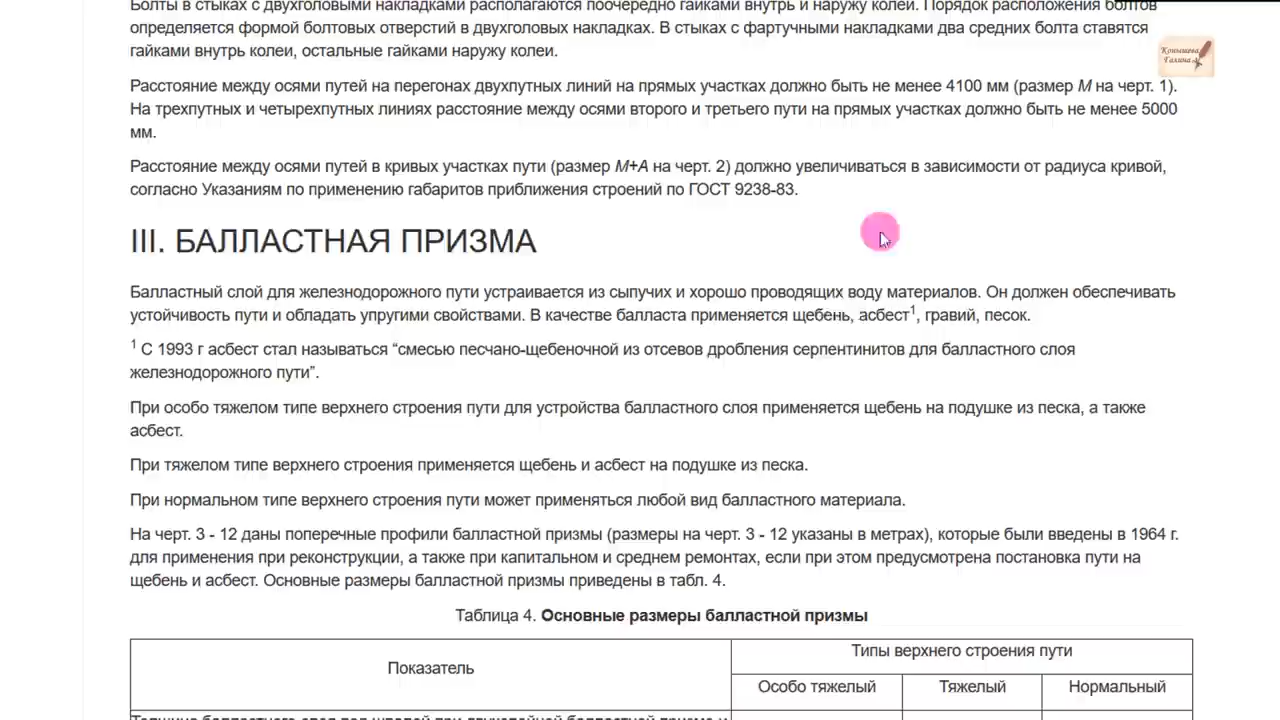 Болты в стыках с двухголовыми накладками располагаются поочередно гайками внутрь и наружу колеи. Порядок расположения болтов
определяется формой болтовых отверстий в двухголовых накладках. В стыках с фартучными накладками два средних болта ставятся
гайками внутрь колеи, остальные гайками наружу колеи.
Конышева
Галина
Расстояние между осями путей на перегонах двухпутных линий на прямых участках должно быть не менее 4100 мм (размер М на черт. 1).
На трехпутных и четырехпутных линиях расстояние между осями второго и третьего пути на прямых участках должно быть не менее 5000
мм.
Расстояние между осями путей в кривых участках пути (размер М+А на черт. 2) должно увеличиваться в зависимости от радиуса кривой,
согласно Указаниям по применению габаритов приближения строений по ГОСТ 9238-83.
III. БАЛЛАСТНАЯ ПРИЗМА
Балластный слой для железнодорожного пути устраивается из сыпучих и хорошо проводящих воду материалов. Он должен обеспечивать
устойчивость пути и обладать упругими свойствами. В качестве балласта применяется щебень, асбест¹, гравий, песок.
¹ С 1993 г асбест стал называться “смесью песчано-щебеночной из отсевов дробления серпентинитов для балластного слоя
железнодорожного пути”.
При особо тяжелом типе верхнего строения пути для устройства балластного слоя применяется щебень на подушке из песка, а также
асбест.
При тяжелом типе верхнего строения применяется щебень и асбест на подушке из песка.
При нормальном типе верхнего строения пути может применяться любой вид балластного материала.
На черт. 3 - 12 даны поперечные профили балластной призмы (размеры на черт. 3 - 12 указаны в метрах), которые были введены в 1964 г.
для применения при реконструкции, а также при капитальном и среднем ремонтах, если при этом предусмотрена постановка пути на
щебень и асбест. Основные размеры балластной призмы приведены в табл. 4.
Таблица 4. Основные размеры балластной призмы
Показатель
Типы верхнего строения пути
Особо тяжелый
Тяжелый
Нормальный
Толщина балластного слоя под шпалой при двухслойной балластной призме и